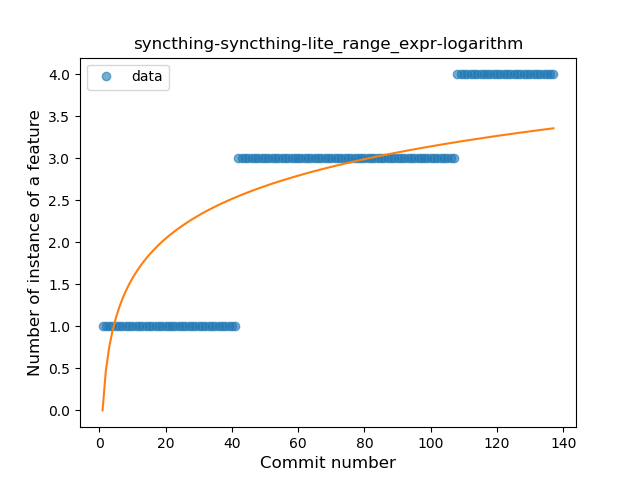 syncthing-syncthing-lite_range_expr-logarithm
data
Number of instance of a feature
4.0
3.5
3.0
2.5
2.0
1.5
1.0
0.5
0.0
0 20 40 60 80 100 120 140
Commit number